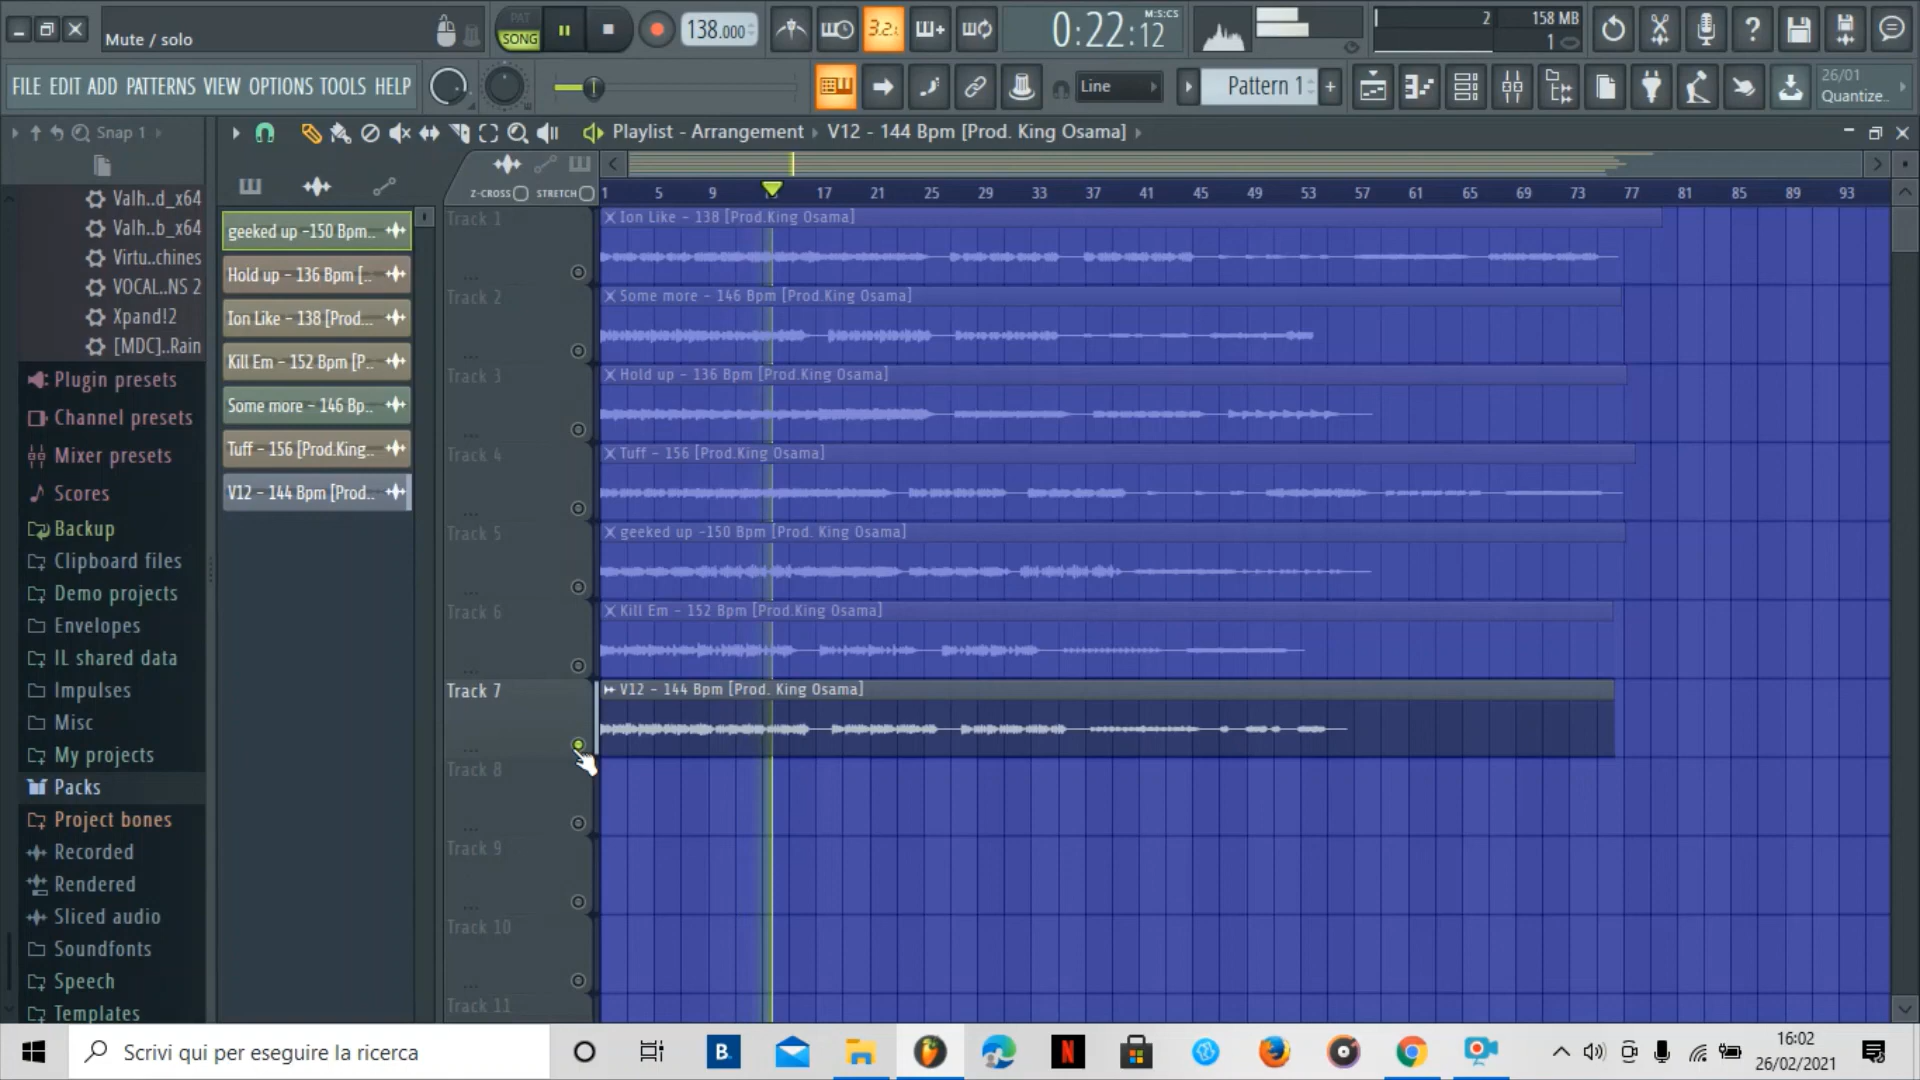 Mute / solo
PAT
SONG
138.000
3.2.
0:22:12
M:S:CS
2
158 MB
1
FILE EDIT ADD PATTERNS VIEW OPTIONS TOOLS HELP
Line
Pattern 1
+
26/01
Quantize..
Snap 1
Playlist - Arrangement
V12 - 144 Bpm [Prod. King Osama]
Z-CROSS
STRETCH
1 5 9 17 21 25 29 33 37 41 45 49 53 57 61 65 69 73 77 81 85 89 93
Valh..d_x64
Valh..b_x64
Virtu..chines
VOCAL..NS 2
Xpand!2
[MDC]..Rain
Plugin presets
Channel presets
Mixer presets
Scores
Backup
Clipboard files
Demo projects
Envelopes
IL shared data
Impulses
Misc
My projects
Packs
Project bones
Recorded
Rendered
Sliced audio
Soundfonts
Speech
Templates
geeked up -150 Bpm..
Hold up - 136 Bpm [..
Ion Like - 138 [Prod...
Kill Em - 152 Bpm [P..
Some more - 146 Bp..
Tuff - 156 [Prod.King..
V12 - 144 Bpm [Prod..
Track 1
Ion Like - 138 [Prod.King Osama]
Track 2
Some more - 146 Bpm [Prod.King Osama]
Track 3
Hold up - 136 Bpm [Prod.King Osama]
Track 4
Tuff - 156 [Prod.King Osama]
Track 5
geeked up -150 Bpm [Prod. King Osama]
Track 6
Kill Em - 152 Bpm [Prod.King Osama]
Track 7
V12 - 144 Bpm [Prod. King Osama]
Track 8
Track 9
Track 10
Track 11
Scrivi qui per eseguire la ricerca
B.
N
16:02
26/02/2021